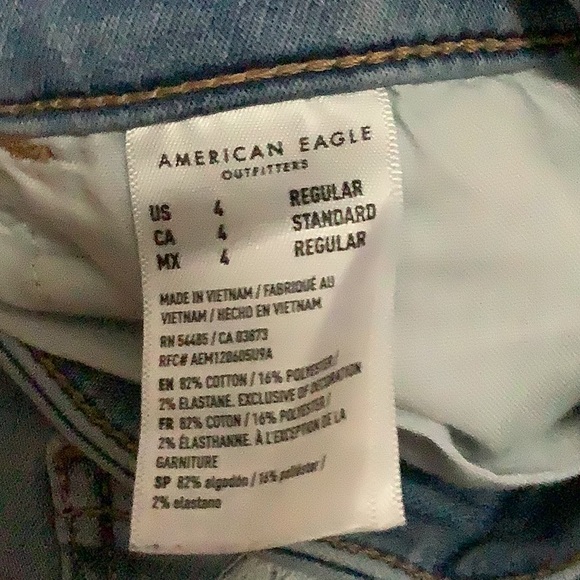 AMERICAN EAGLE
OUTFITTERS
US 4 REGULAR
CA 4 STANDARD
MX 4 REGULAR
MADE IN VIETNAM / FABRIQUÉ AU
VIETNAM / HECHO EN VIETNAM
RN 54485 / CA 03873
RFC# AEM120605U9A
EN 82% COTTON / 16% POLYESTER /
2% ELASTANE. EXCLUSIVE OF DECORATION
FR 82% COTON / 16% POLYESTER /
2% ÉLASTHANNE. À L'EXCEPTION DE LA
GARNITURE
SP 82% algodón / 16% poliéster /
2% elastano